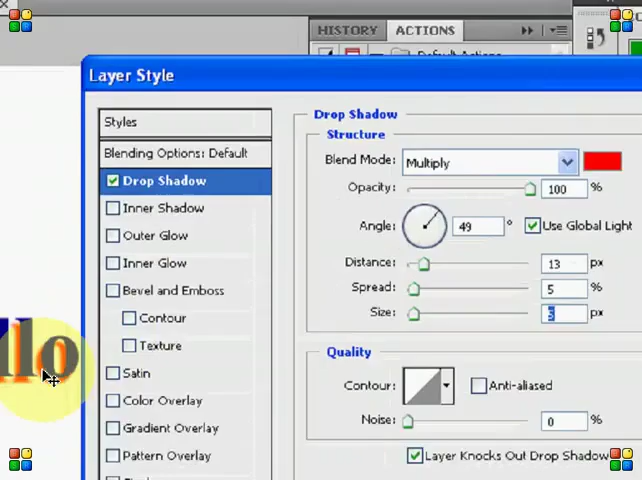 HISTORY ACTIONS
Default Actions
Layer Style
Styles
Blending Options: Default
Drop Shadow
Inner Shadow
Outer Glow
Inner Glow
Bevel and Emboss
Contour
Texture
Satin
Color Overlay
Gradient Overlay
Pattern Overlay
Drop Shadow
Structure
Blend Mode: Multiply
Opacity: 100 %
Angle: 49 ° Use Global Light
Distance: 13 px
Spread: 5 %
Size: 5 px
Quality
Contour: Anti-aliased
Noise: 0 %
Layer Knocks Out Drop Shadow
llo